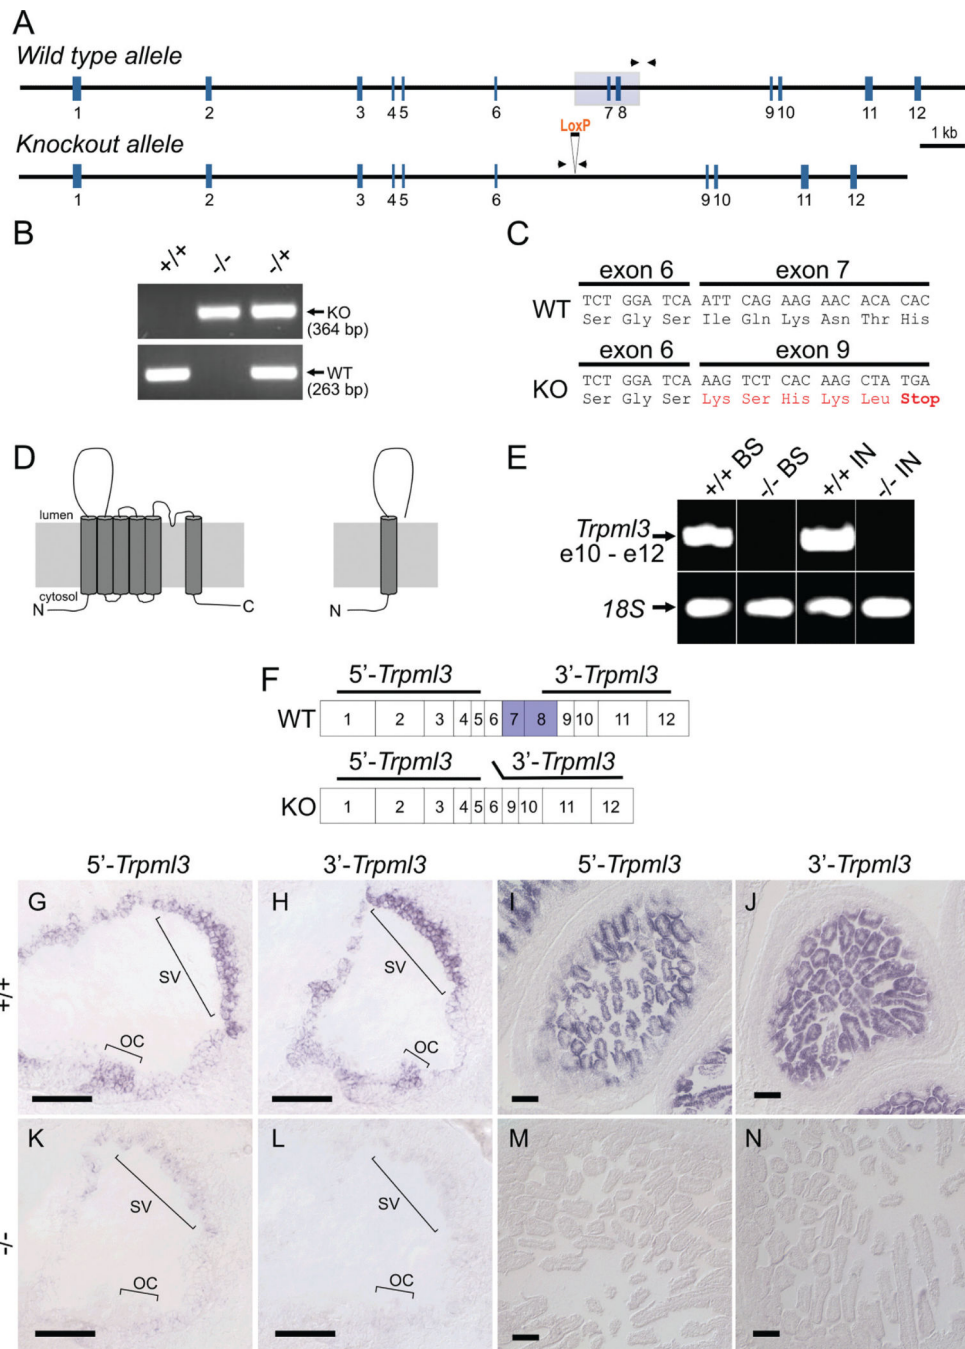 A
Wild type allele
1 2 3 4 5 6 7 8 9 10 11 12
LoxP
1 kb
Knockout allele
1 2 3 4 5 6 9 10 11 12
B
+/+ -/- -/+
KO
(364 bp)
WT
(263 bp)
C
exon 6 exon 7
WT
TCT GGA TCA ATT CAG AAG AAC ACA CAC
Ser Gly Ser Ile Gln Lys Asn Thr His
exon 6 exon 9
KO
TCT GGA TCA AAG TCT CAC AAG CTA TGA
Ser Gly Ser Lys Ser His Lys Leu Stop
D
lumen
cytosol
N C
N
E
+/+ BS -/- BS +/+ IN -/- IN
Trpml3
e10 - e12
18S
F
5'-Trpml3 3'-Trpml3
WT 1 2 3 4 5 6 7 8 9 10 11 12
5'-Trpml3 3'-Trpml3
KO 1 2 3 4 5 6 9 10 11 12
5'-Trpml3 3'-Trpml3 5'-Trpml3 3'-Trpml3
+/+
G SV OC
H SV OC
I
J
-/-
K SV OC
L SV OC
M
N